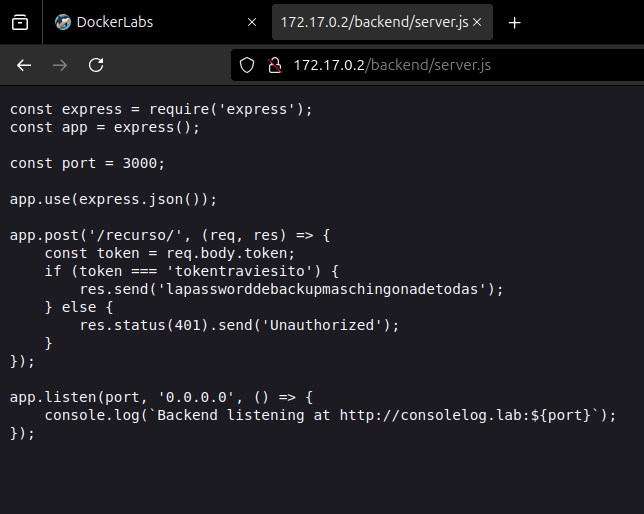 DockerLabs
172.17.0.2/backend/server.js
172.17.0.2/backend/server.js
const express = require('express');
const app = express();
const port = 3000;
app.use(express.json());
app.post('/recurso/', (req, res) => {
    const token = req.body.token;
    if (token === 'tokentraviesito') {
        res.send('lapassworddebackupmaschingonadetodas');
    } else {
        res.status(401).send('Unauthorized');
    }
});
app.listen(port, '0.0.0.0', () => {
    console.log(`Backend listening at http://consolelog.lab:${port}`);
});